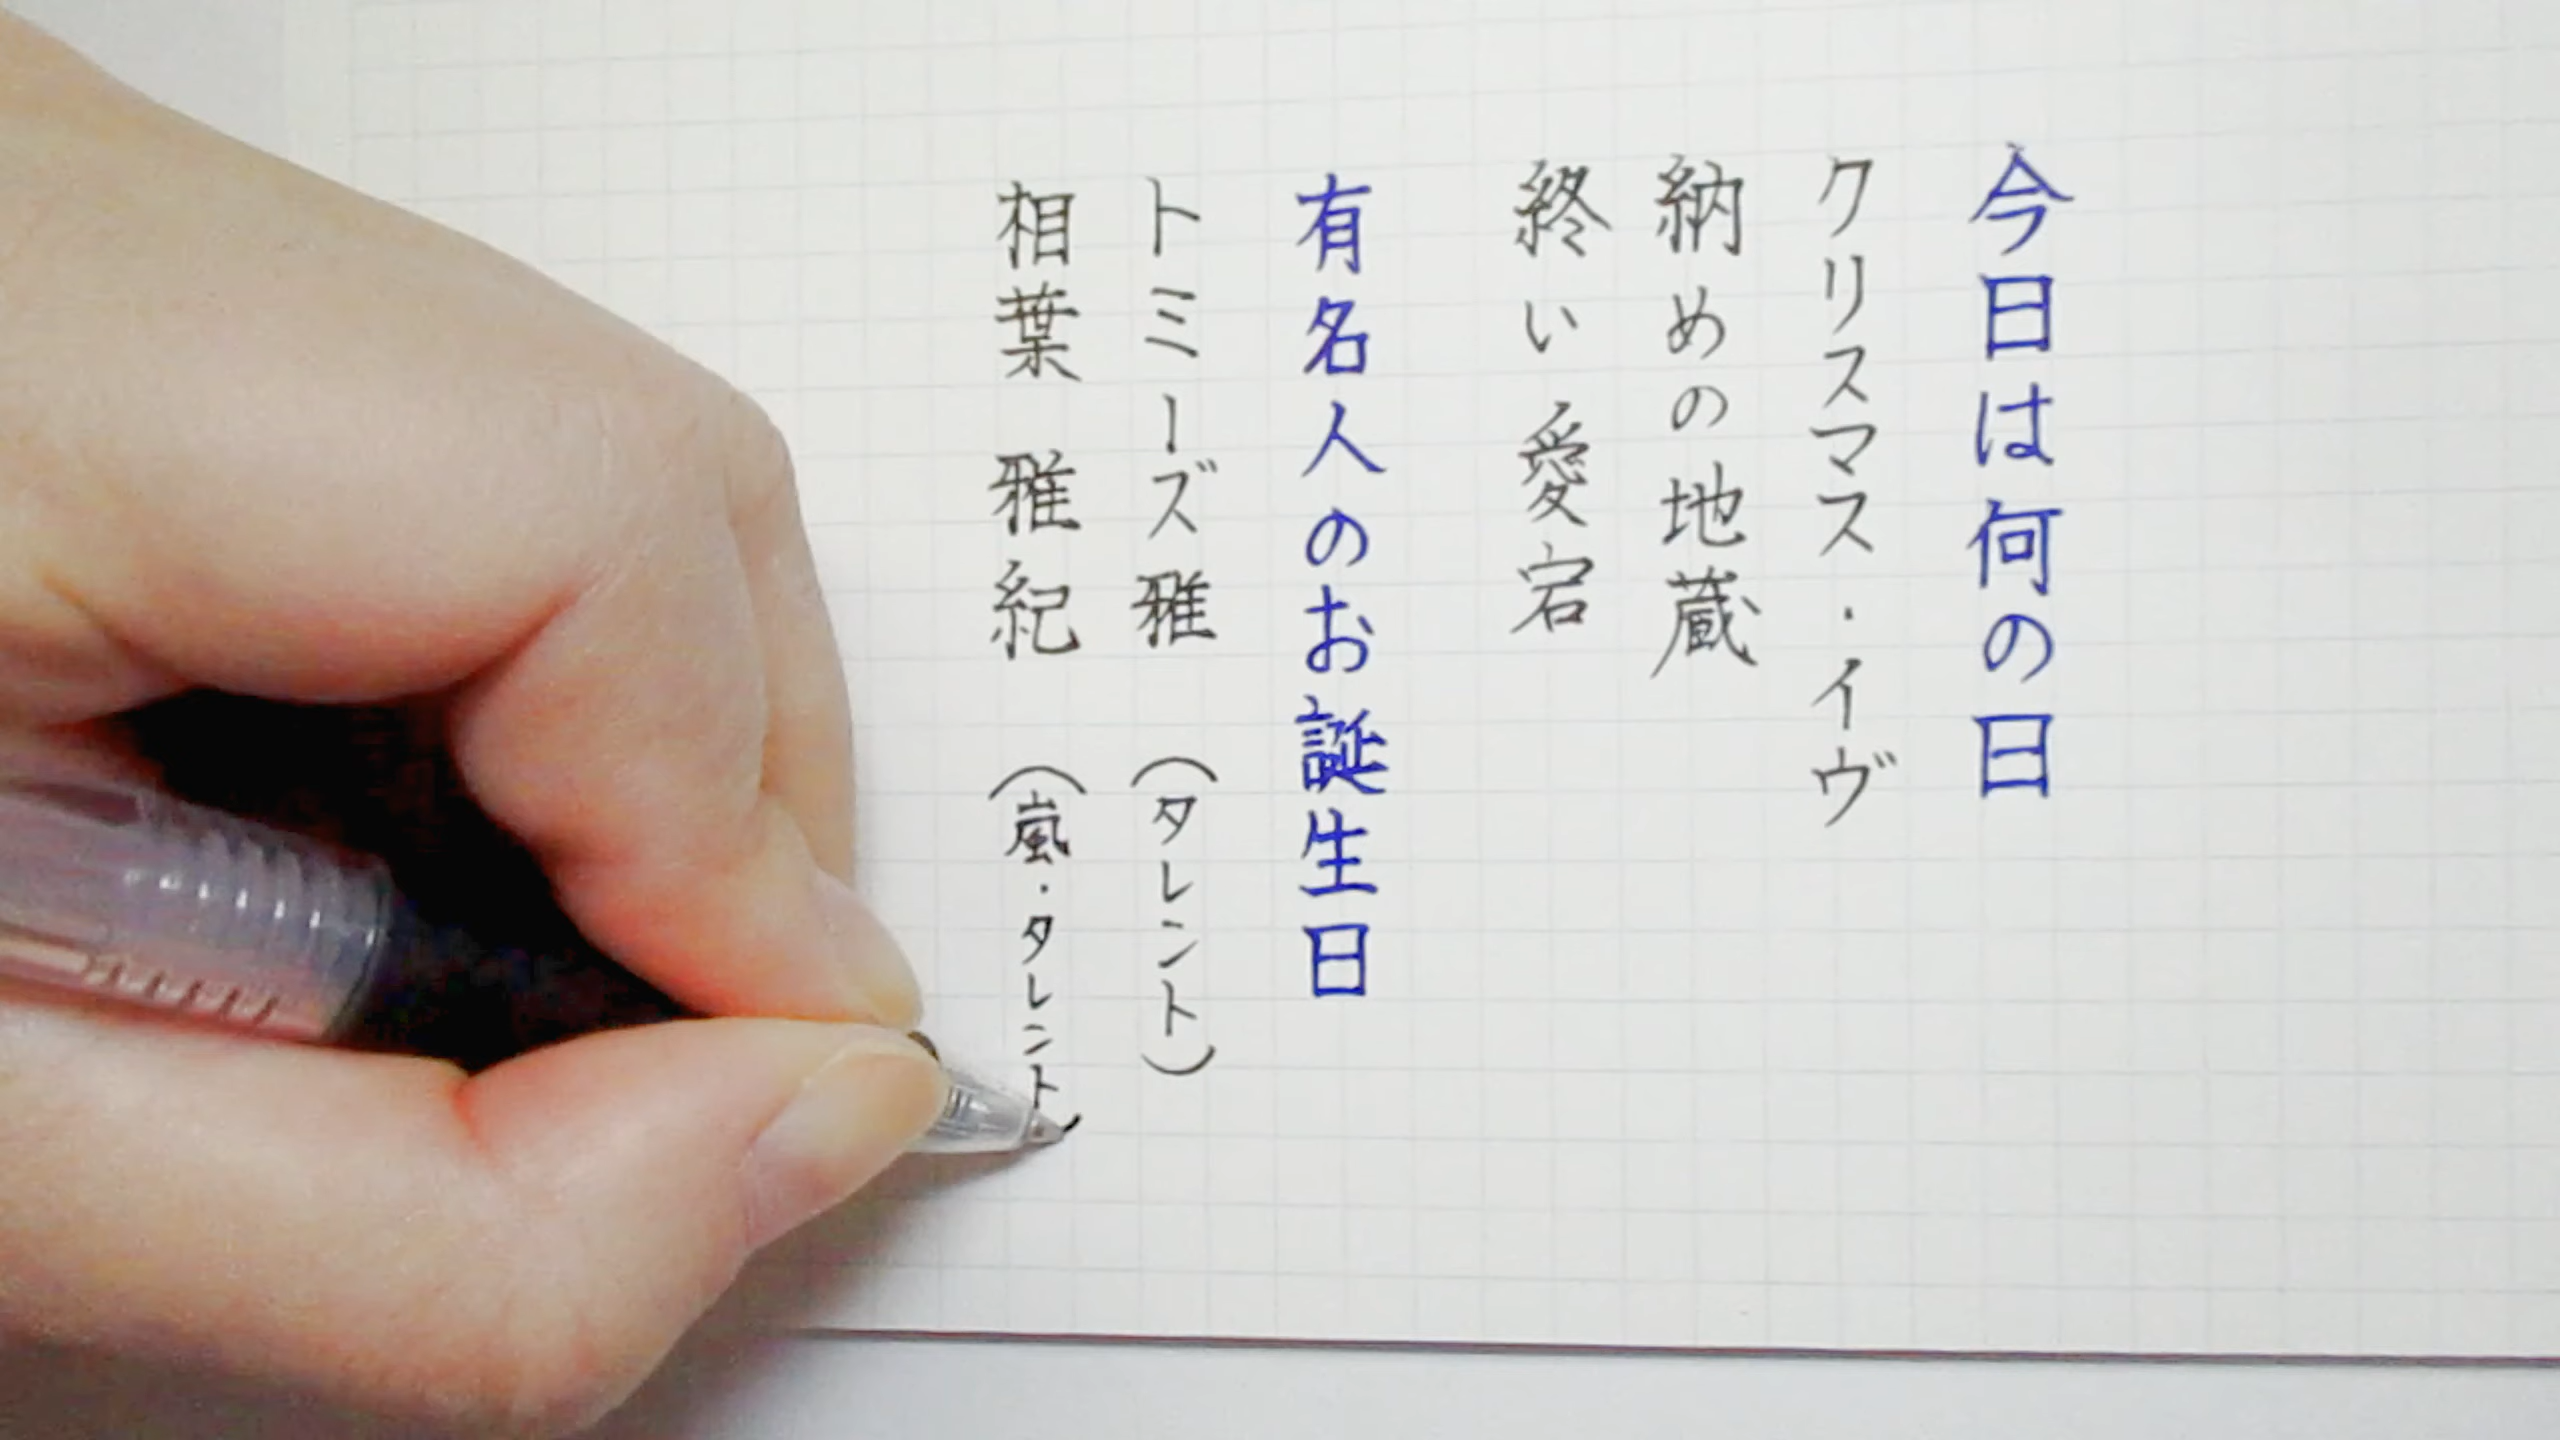 今日は何の日
クリスマス・イヴ
納めの地蔵
終い愛宕
有名人のお誕生日
トミーズ雅 (タレント)
相葉 雅紀 (嵐・タレント)